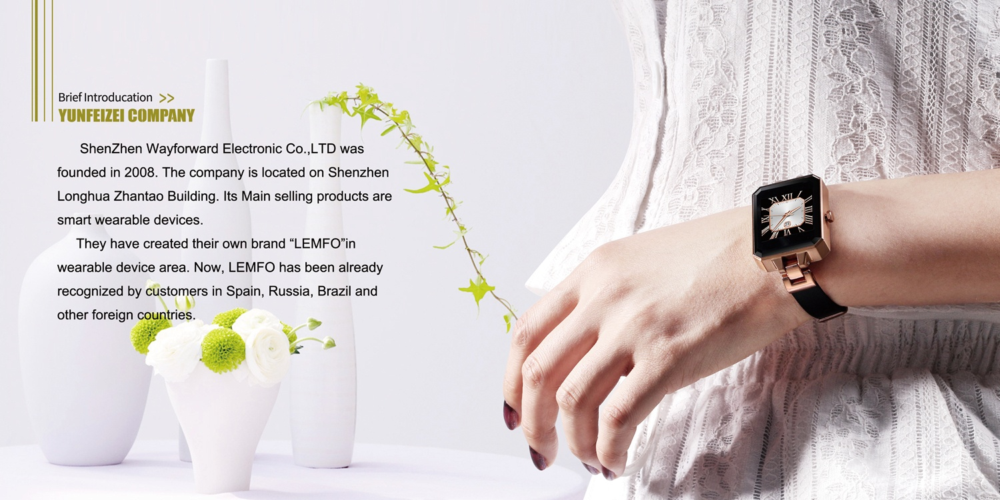 Brief Introducation >>
YUNFEIZEI COMPANY
ShenZhen Wayforward Electronic Co.,LTD was
founded in 2008. The company is located on Shenzhen
Longhua Zhantao Building. Its Main selling products are
smart wearable devices.
They have created their own brand “LEMFO”in
wearable device area. Now, LEMFO has been already
recognized by customers in Spain, Russia, Brazil and
other foreign countries.
XI XII
VI